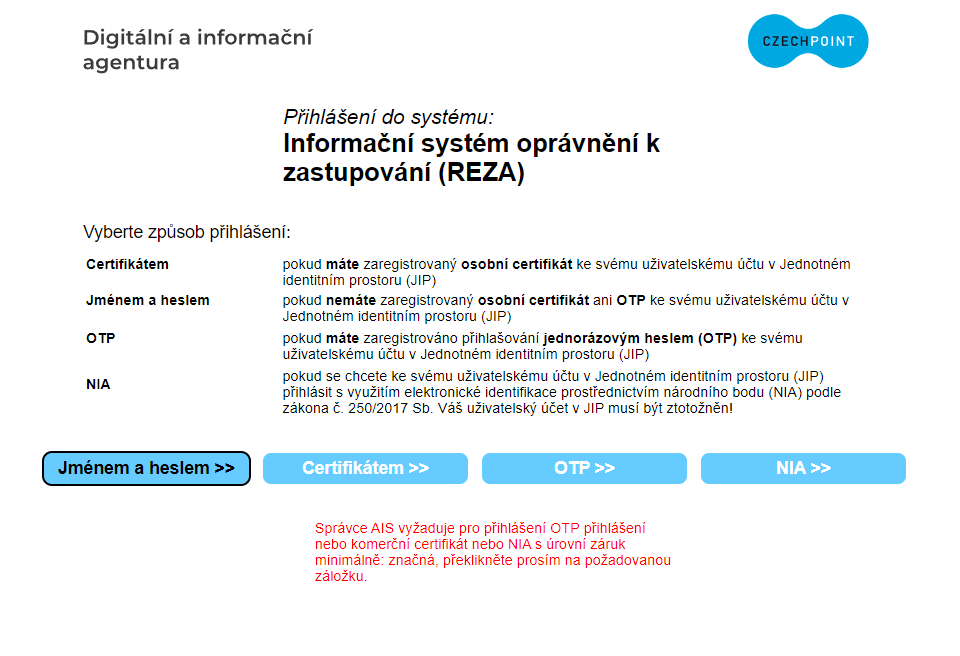 Digitální a informační
agentura
CZECHPOINT
Přihlášení do systému:
Informační systém oprávnění k
zastupování (REZA)
Vyberte způsob přihlášení:
Certifikátem
pokud máte zaregistrovaný osobní certifikát ke svému uživatelskému účtu v Jednotném
identitním prostoru (JIP)
Jménem a heslem
pokud nemáte zaregistrovaný osobní certifikát ani OTP ke svému uživatelskému účtu v
Jednotném identitním prostoru (JIP)
OTP
pokud máte zaregistrováno přihlašování jednorázovým heslem (OTP) ke svému
uživatelskému účtu v Jednotném identitním prostoru (JIP)
NIA
pokud se chcete ke svému uživatelskému účtu v Jednotném identitním prostoru (JIP)
přihlásit s využitím elektronické identifikace prostřednictvím národního bodu (NIA) podle
zákona č. 250/2017 Sb. Váš uživatelský účet v JIP musí být ztotožněn!
Jménem a heslem >>
Certifikátem >>
OTP >>
NIA >>
Správce AIS vyžaduje pro přihlášení OTP přihlášení
nebo komerční certifikát nebo NIA s úrovní záruk
minimálně: značná, překlikněte prosím na požadovanou
záložku.